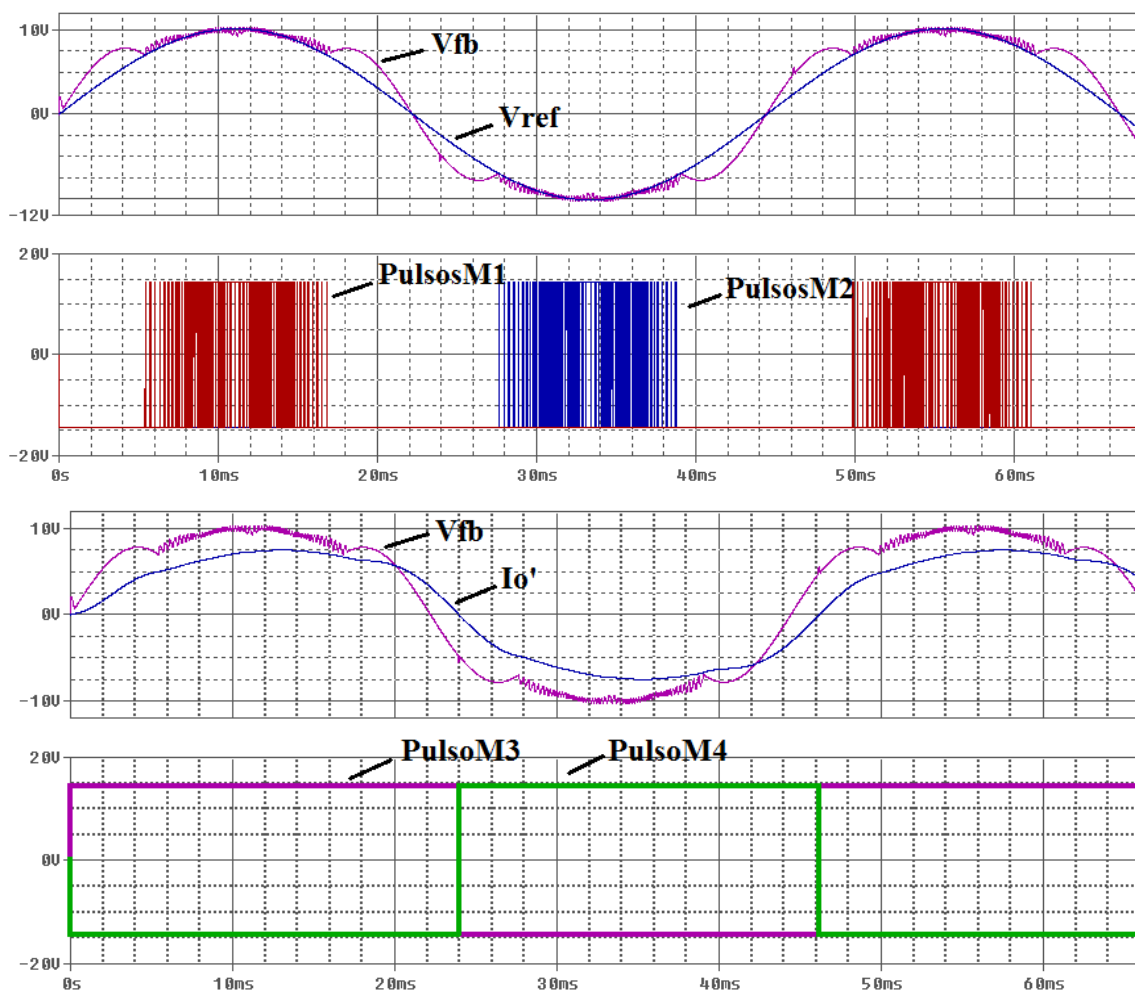 10V
Vfb
0V
Vref
-12V
20V
PulsosM1
PulsosM2
0V
-20V
0s 10ms 20ms 30ms 40ms 50ms 60ms
10V
Vfb
Io'
0V
-10V
20V
PulsoM3
PulsoM4
0V
-20V
0s 10ms 20ms 30ms 40ms 50ms 60ms